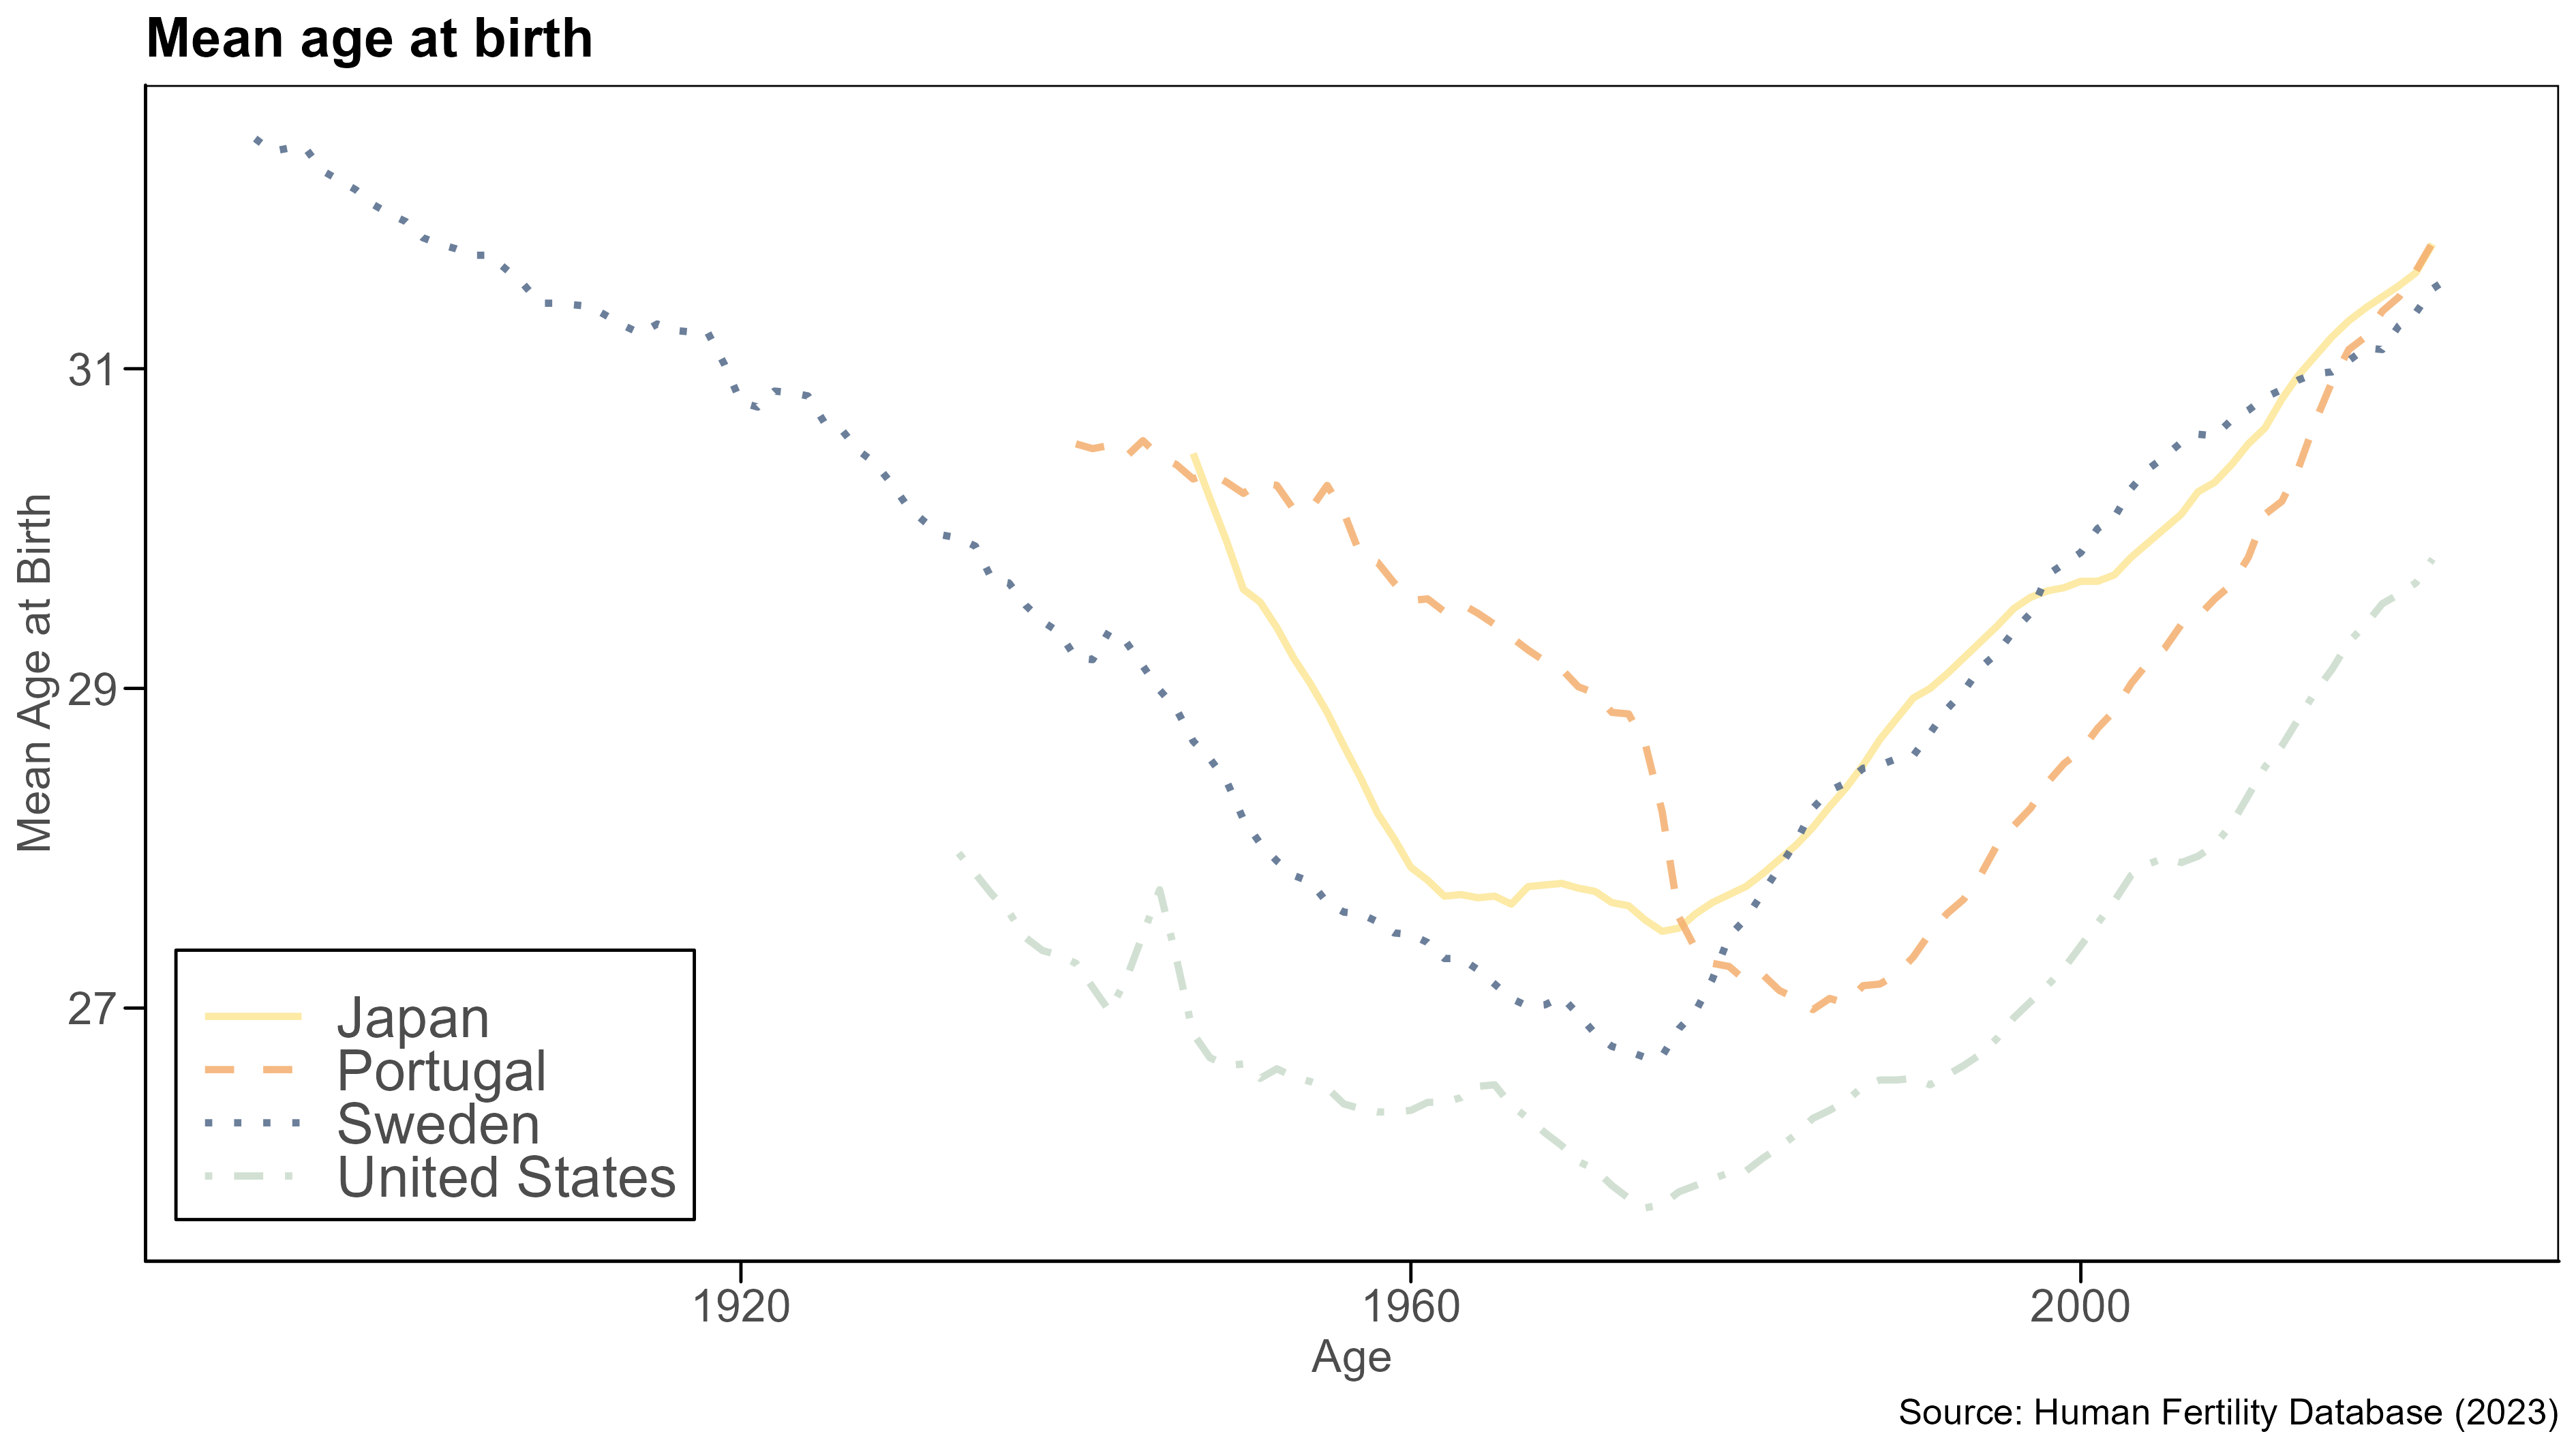 Mean age at birth
Mean Age at Birth
31
29
27
Japan
Portugal
Sweden
United States
1920
1960
2000
Age
Source: Human Fertility Database (2023)